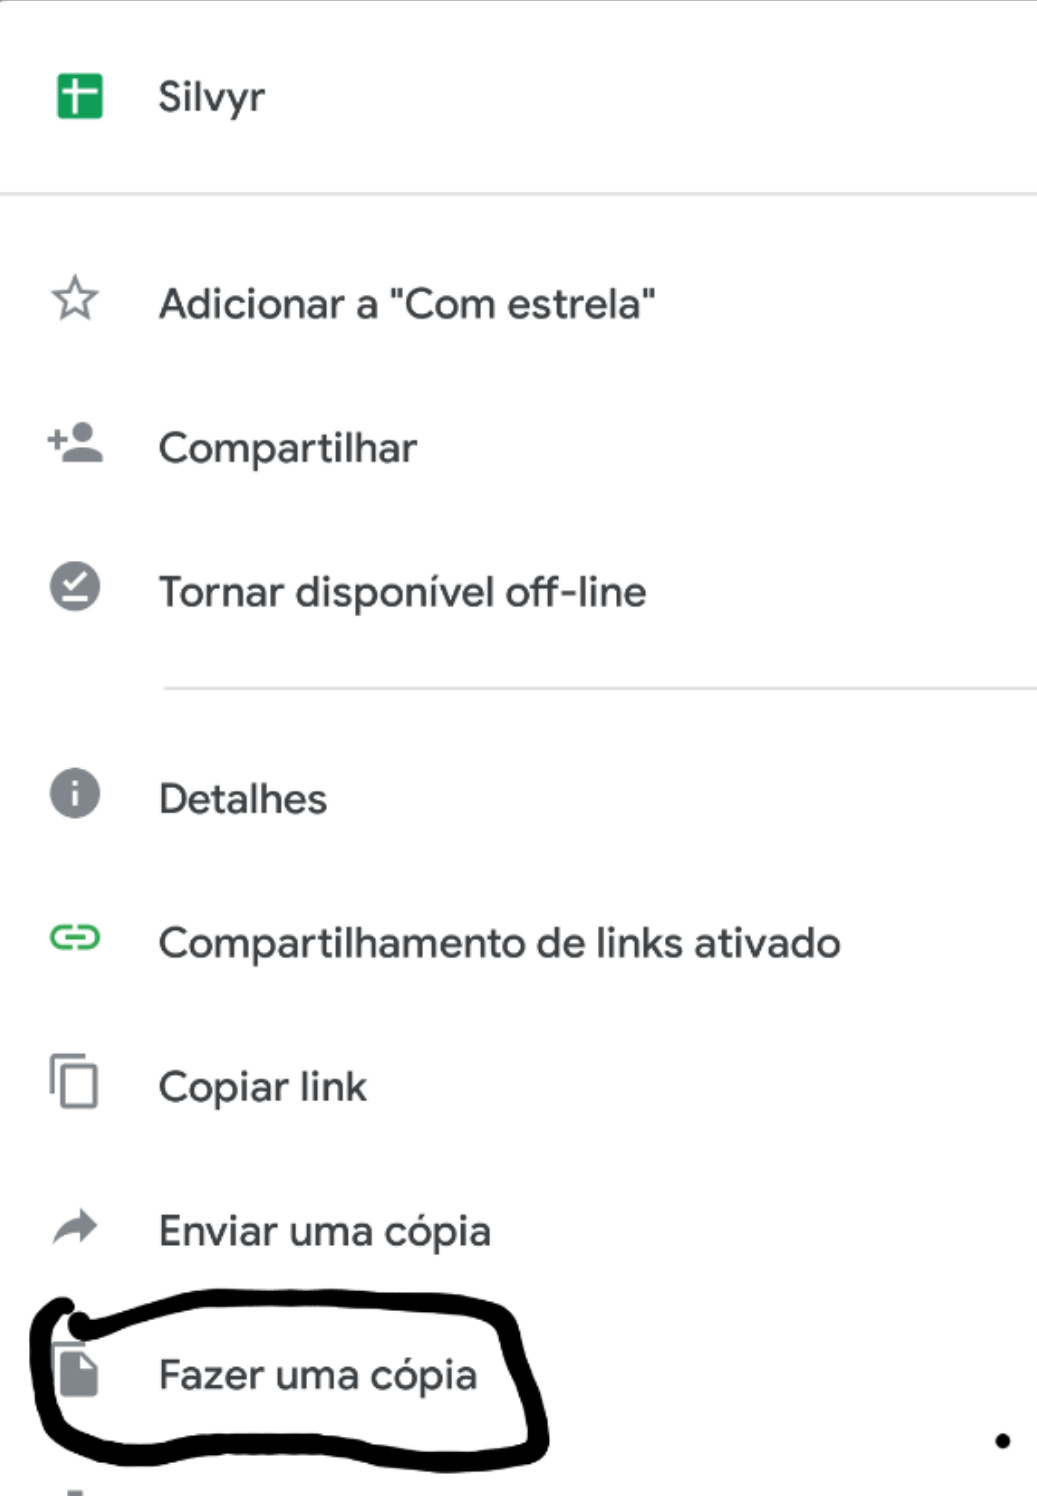 Silvyr
Adicionar a "Com estrela"
Compartilhar
Tornar disponível off-line
Detalhes
Compartilhamento de links ativado
Copiar link
Enviar uma cópia
Fazer uma cópia